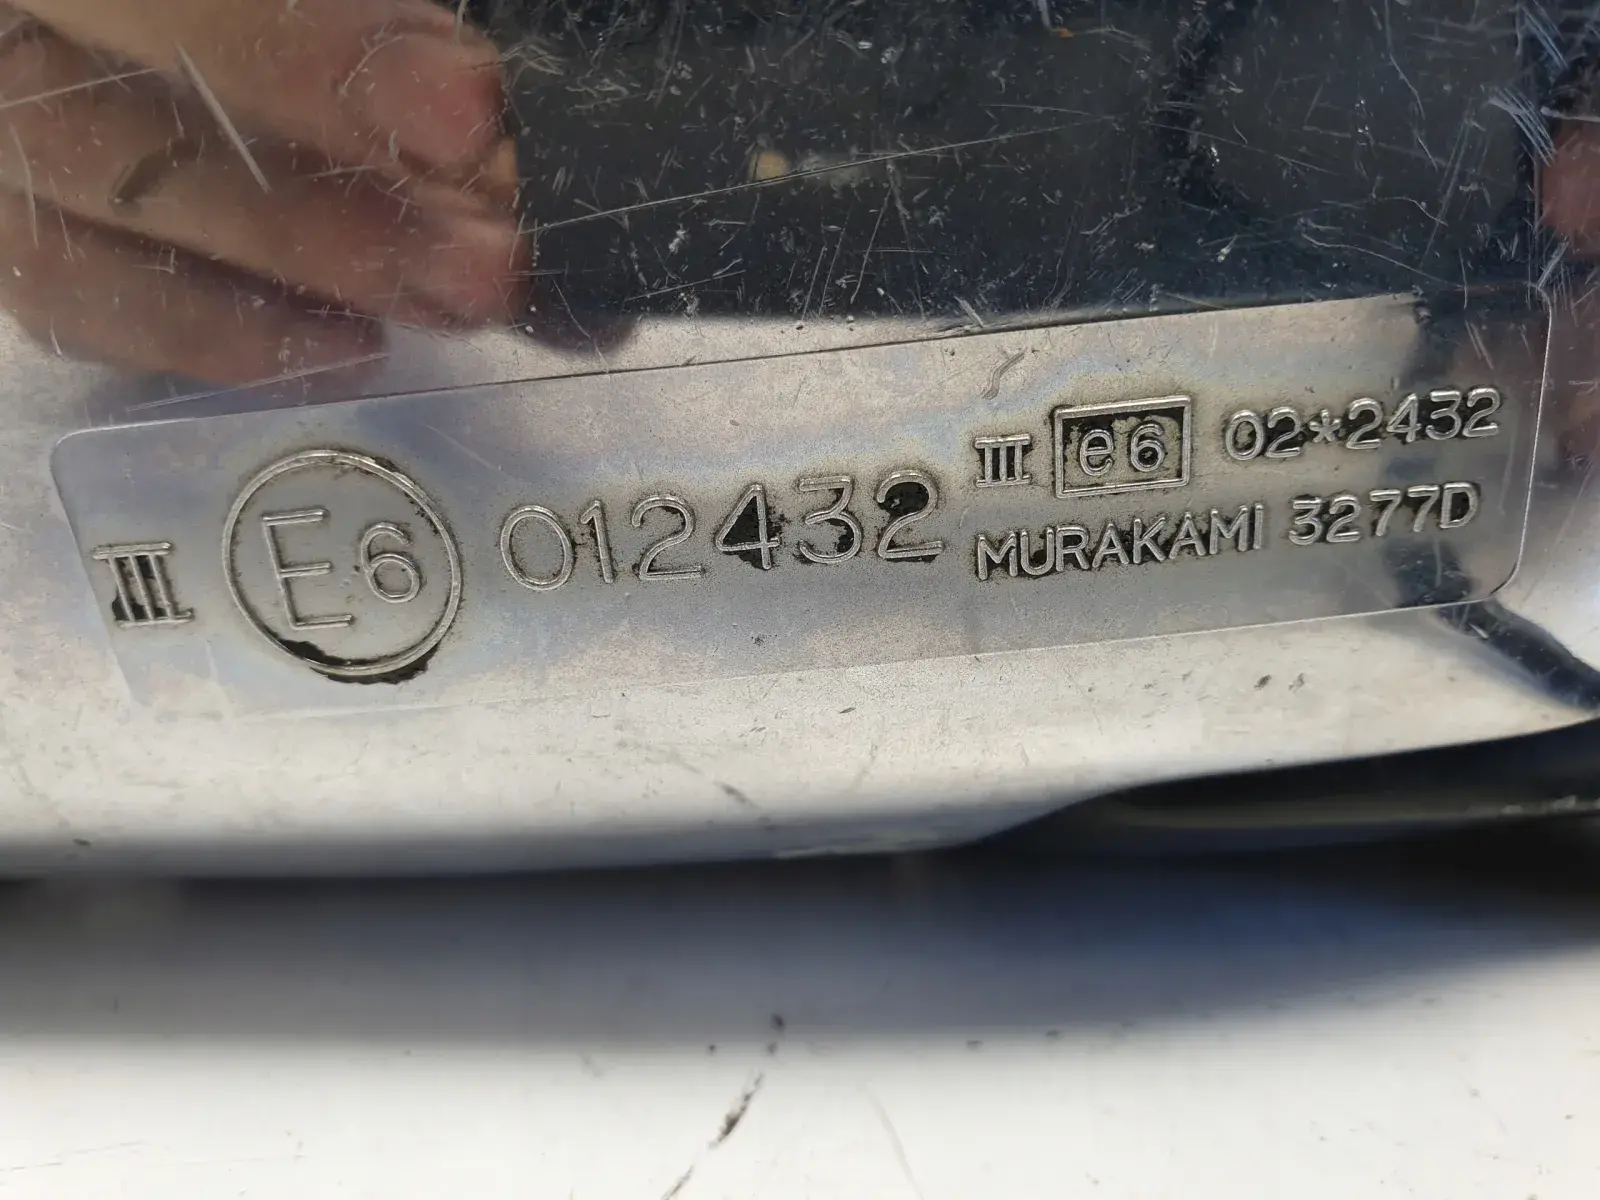 III E6 012432
III e6 02*2432
MURAKAMI 3277D